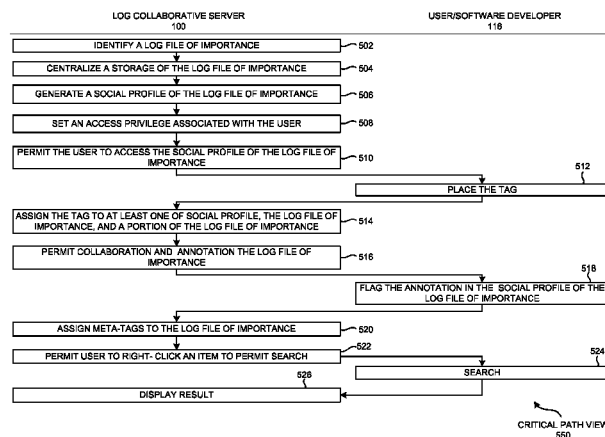 LOG COLLABORATIVE SERVER
100
USER/SOFTWARE DEVELOPER
118
IDENTIFY A LOG FILE OF IMPORTANCE
502
CENTRALIZE A STORAGE OF THE LOG FILE OF IMPORTANCE
504
GENERATE A SOCIAL PROFILE OF THE LOG FILE OF IMPORTANCE
506
SET AN ACCESS PRIVILEGE ASSOCIATED WITH THE USER
508
PERMIT THE USER TO ACCESS THE SOCIAL PROFILE OF THE LOG FILE OF
IMPORTANCE
510
512
PLACE THE TAG
ASSIGN THE TAG TO AT LEAST ONE OF SOCIAL PROFILE, THE LOG FILE OF
IMPORTANCE, AND A PORTION OF THE LOG FILE OF IMPORTANCE
514
PERMIT COLLABORATION AND ANNOTATION THE LOG FILE OF
IMPORTANCE
516
518
FLAG THE ANNOTATION IN THE SOCIAL PROFILE OF THE
LOG FILE OF IMPORTANCE
ASSIGN META-TAGS TO THE LOG FILE OF IMPORTANCE
520
PERMIT USER TO RIGHT- CLICK AN ITEM TO PERMIT SEARCH
522
524
SEARCH
526
DISPLAY RESULT
CRITICAL PATH VIEW
550